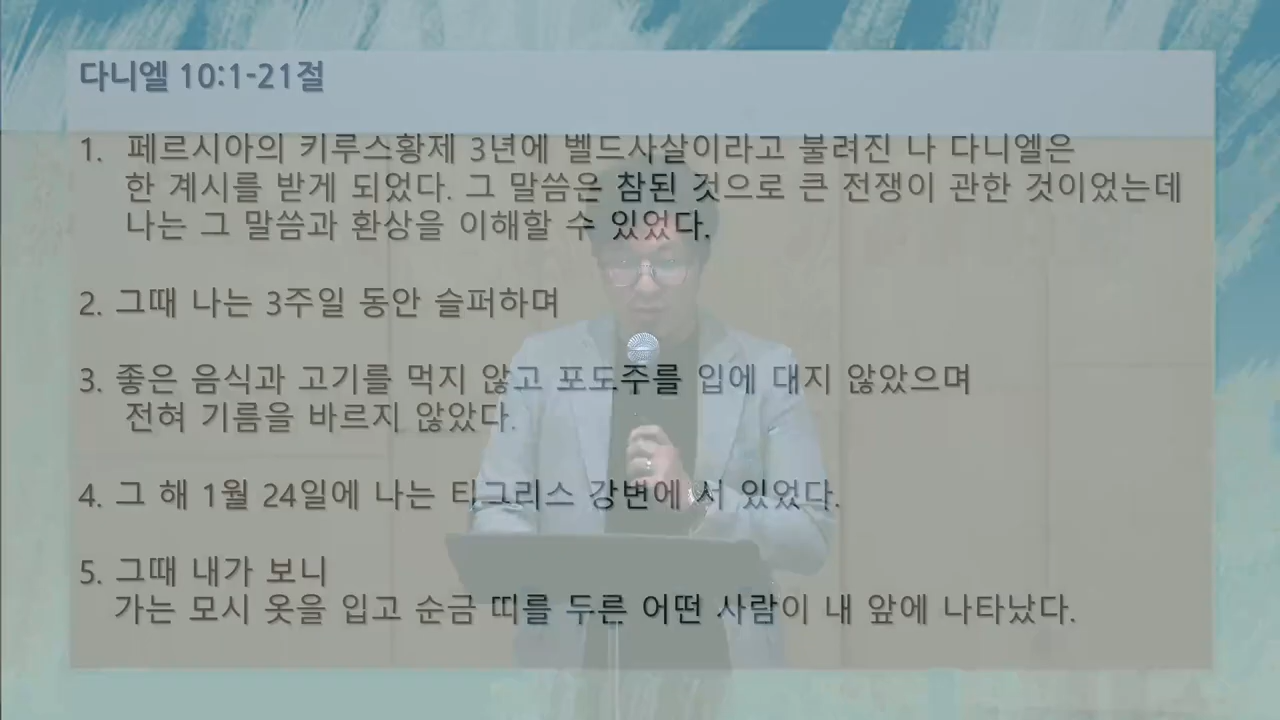 다니엘 10:1-21절
1. 페르시아의 키루스황제 3년에 벨드사살이라고 불려진 나 다니엘은
한 계시를 받게 되었다. 그 말씀은 참된 것으로 큰 전쟁이 관한 것이었는데
나는 그 말씀과 환상을 이해할 수 있었다.
2. 그때 나는 3주일 동안 슬퍼하며
3. 좋은 음식과 고기를 먹지 않고 포도주를 입에 대지 않았으며
전혀 기름을 바르지 않았다.
4. 그 해 1월 24일에 나는 티그리스 강변에 서 있었다.
5. 그때 내가 보니
가는 모시 옷을 입고 순금 띠를 두른 어떤 사람이 내 앞에 나타났다.